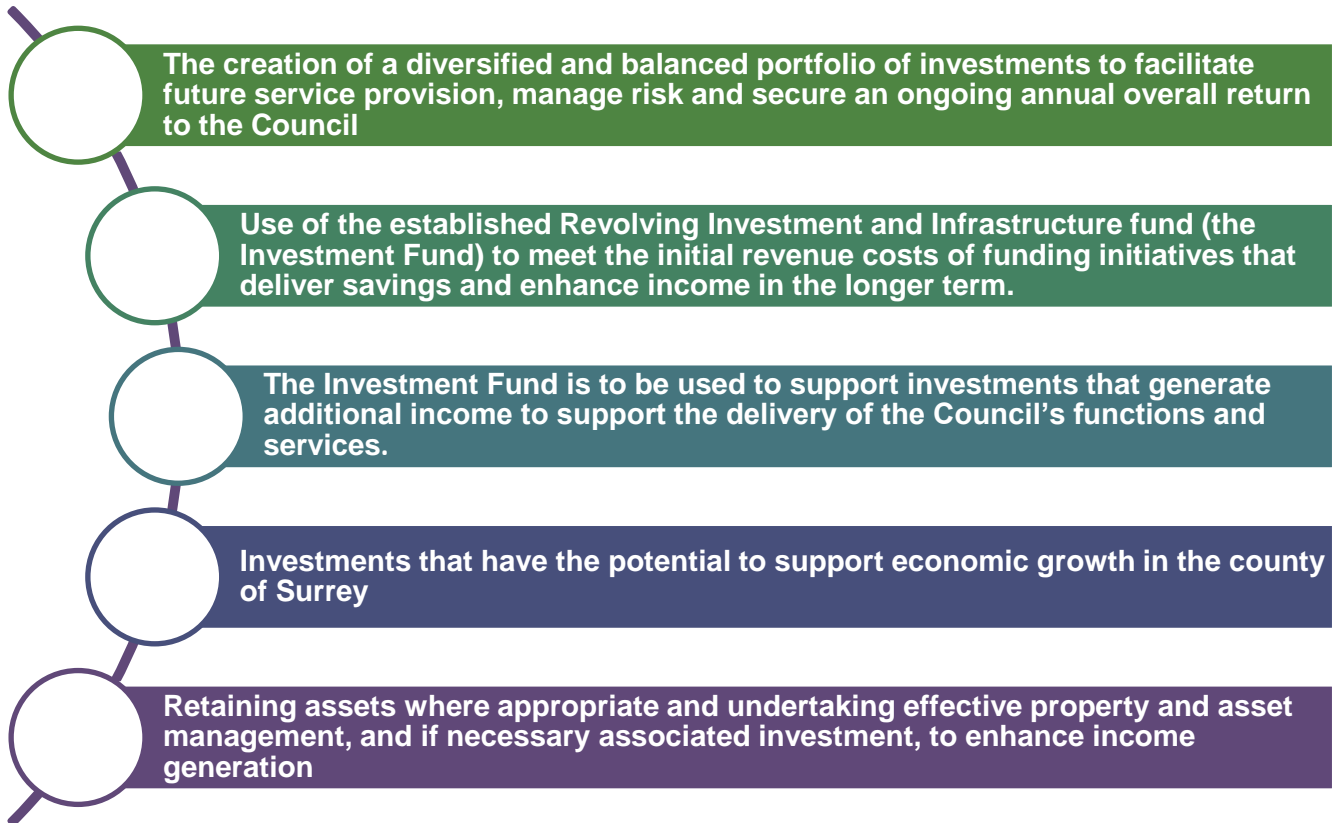 The creation of a diversified and balanced portfolio of investments to facilitate
future service provision, manage risk and secure an ongoing annual overall return
to the Council
Use of the established Revolving Investment and Infrastructure fund (the
Investment Fund) to meet the initial revenue costs of funding initiatives that
deliver savings and enhance income in the longer term.
The Investment Fund is to be used to support investments that generate
additional income to support the delivery of the Council’s functions and
services.
Investments that have the potential to support economic growth in the county
of Surrey
Retaining assets where appropriate and undertaking effective property and asset
management, and if necessary associated investment, to enhance income
generation